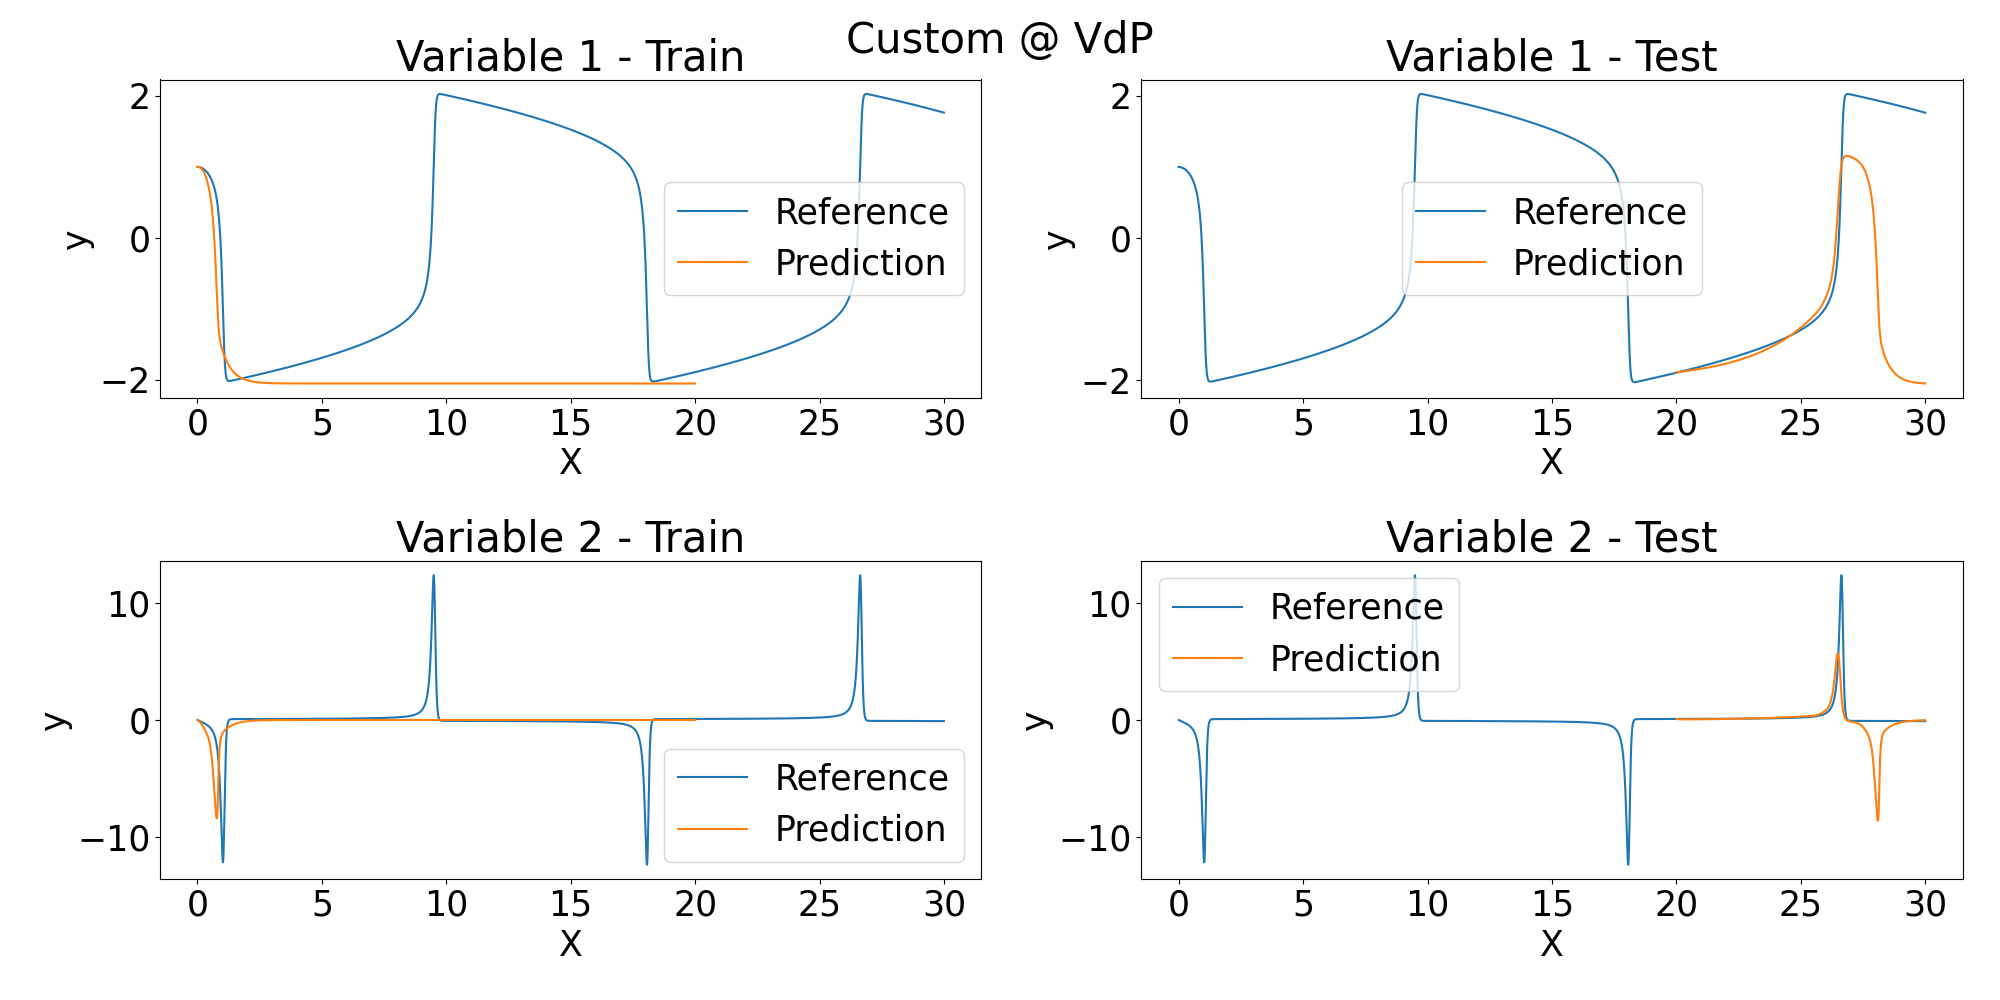 Custom @ VdP
Variable 1 - Train
Variable 1 - Test
2
0
−2
y
0 5 10 15 20 25 30
X
Reference
Prediction
2
0
−2
y
0 5 10 15 20 25 30
X
Reference
Prediction
Variable 2 - Train
Variable 2 - Test
10
0
−10
y
0 5 10 15 20 25 30
X
Reference
Prediction
10
0
−10
y
0 5 10 15 20 25 30
X
Reference
Prediction